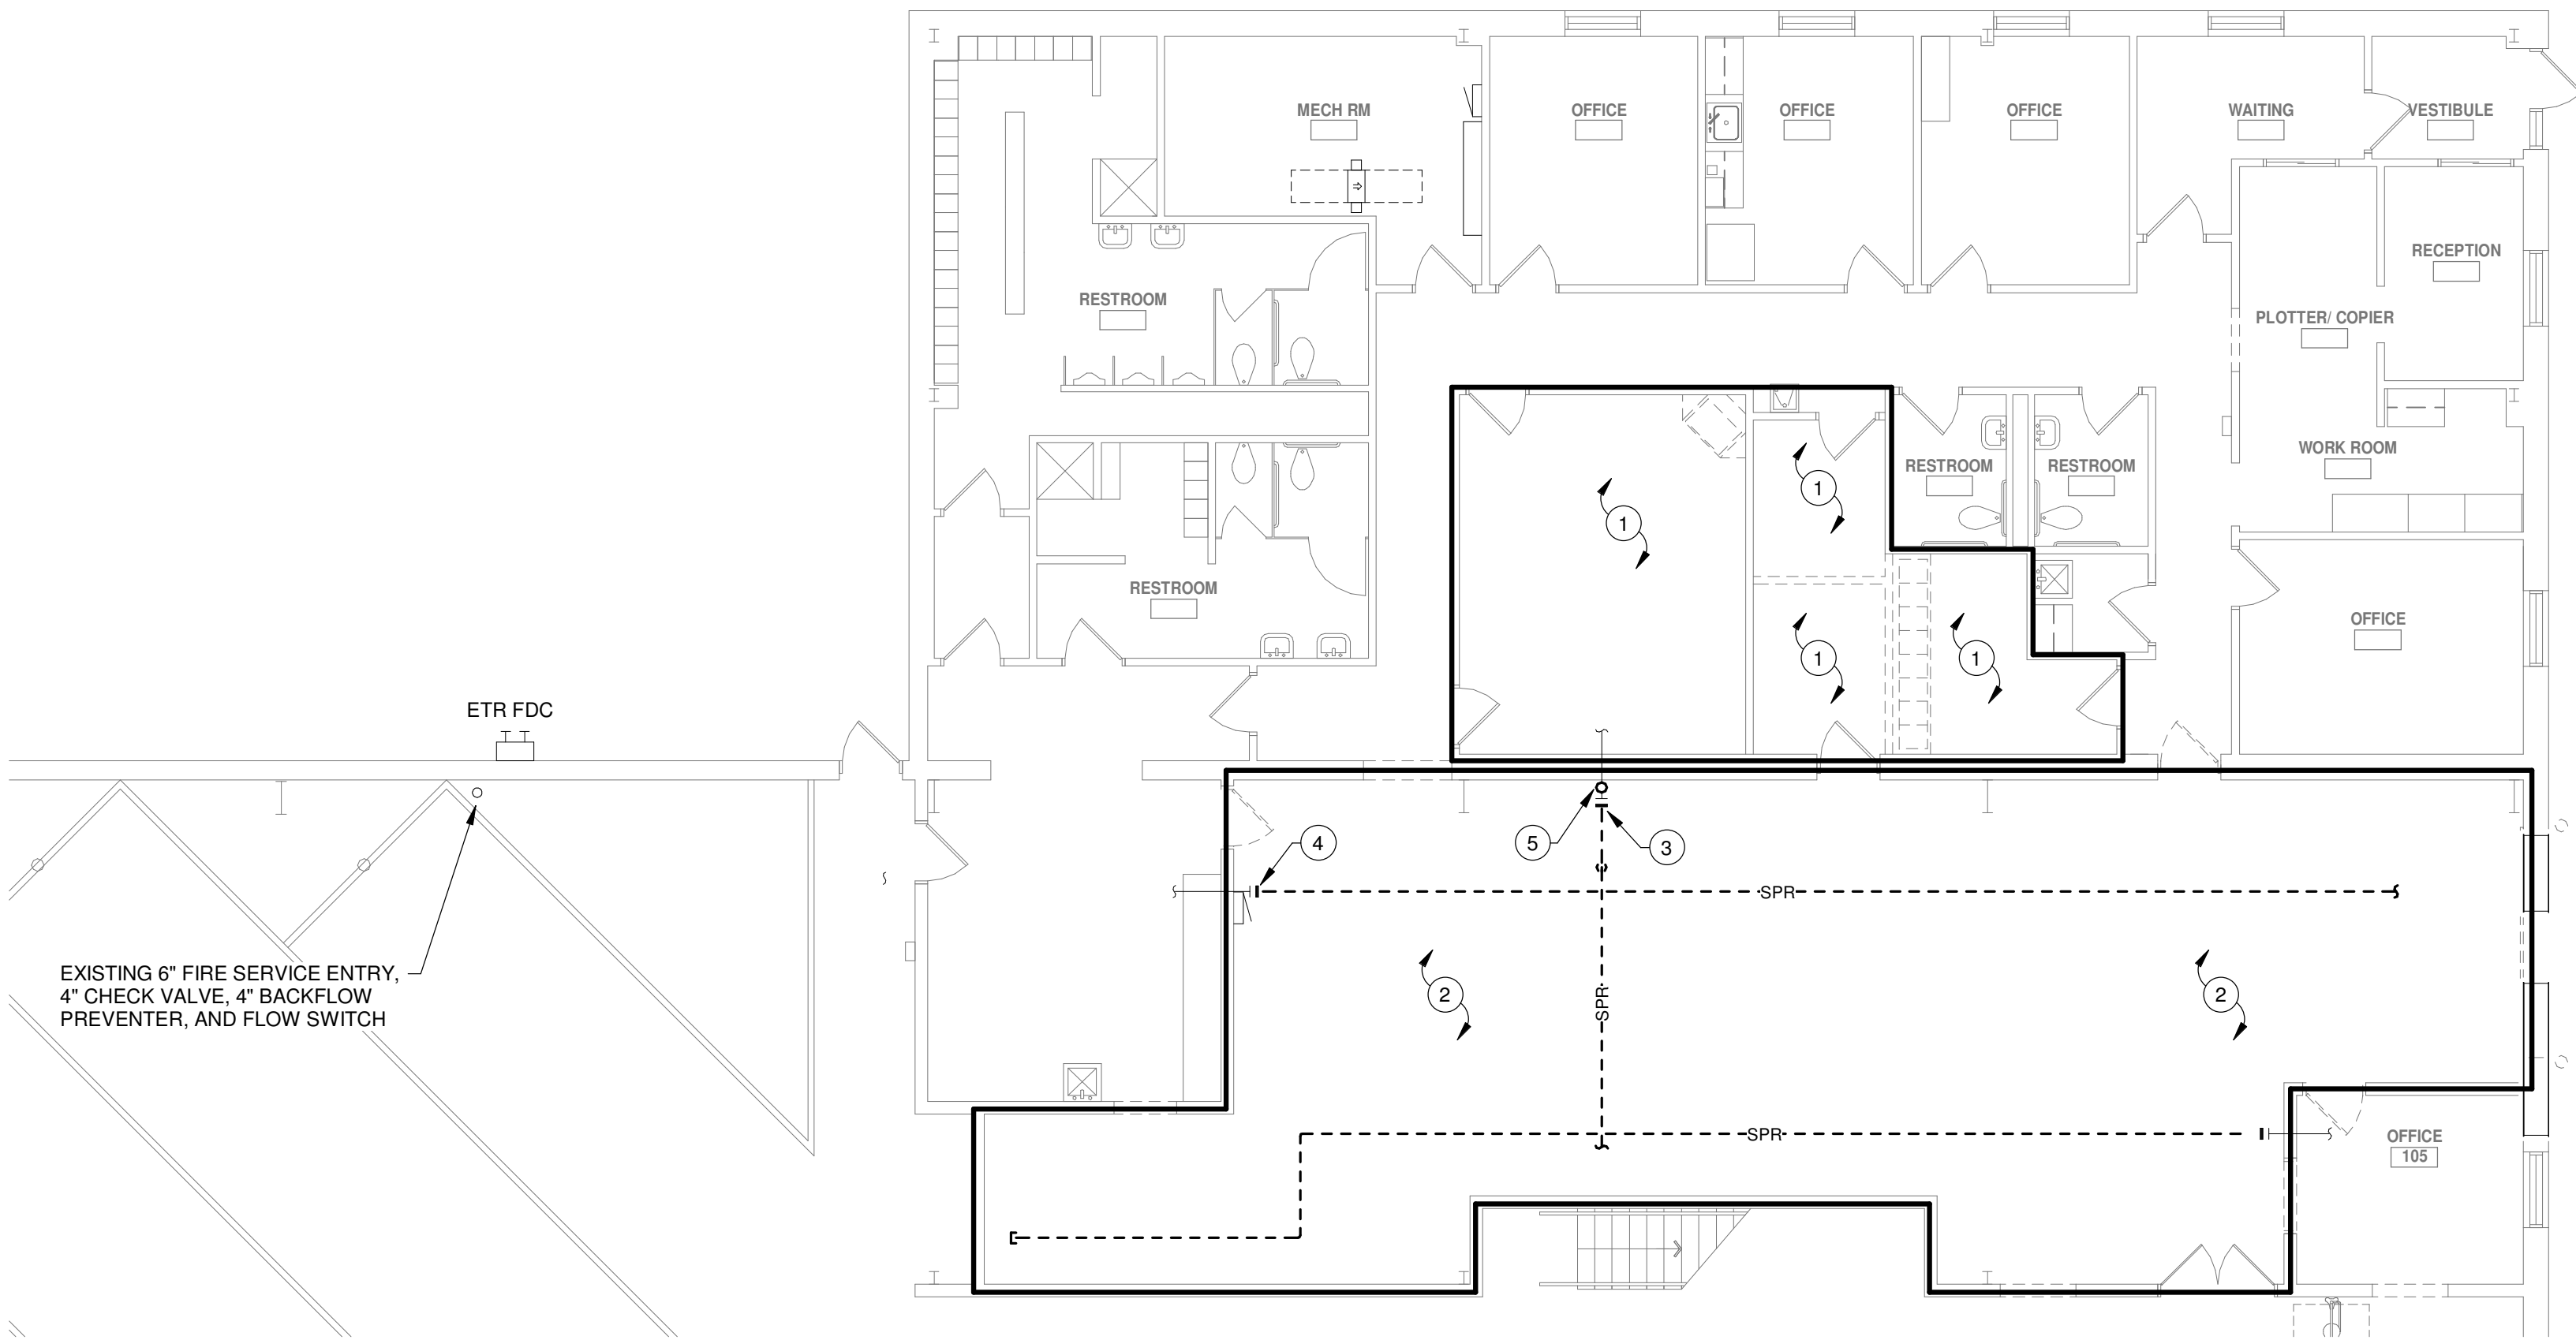 MECH RM
OFFICE
OFFICE
OFFICE
WAITING
VESTIBULE
RECEPTION
RESTROOM
PLOTTER/ COPIER
WORK ROOM
RESTROOM
RESTROOM
1
1
RESTROOM
1
1
OFFICE
ETR FDC
4
5
3
SPR
EXISTING 6" FIRE SERVICE ENTRY,
4" CHECK VALVE, 4" BACKFLOW
PREVENTER, AND FLOW SWITCH
2
SPR
2
SPR
OFFICE
105